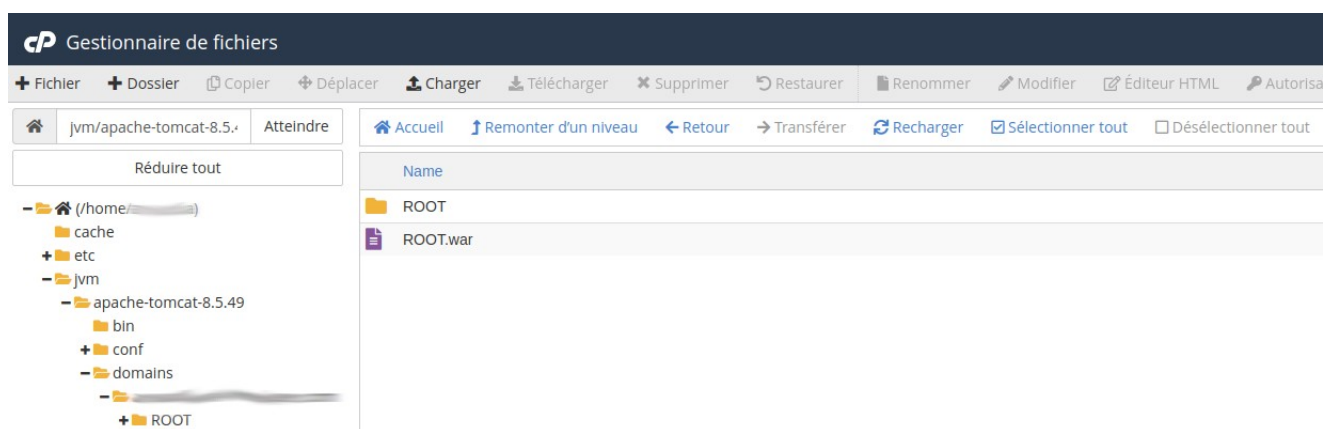 cP Gestionnaire de fichiers
+ Fichier + Dossier Copier Déplacer Charger Télécharger Supprimer Restaurer Renommer Modifier Éditeur HTML Autorisa
jvm/apache-tomcat-8.5. Atteindre Accueil Remonter d'un niveau Retour Transférer Recharger Sélectionner tout Désélectionner tout
Réduire tout
Name
(/home/ )
ROOT
cache
ROOT.war
etc
jvm
apache-tomcat-8.5.49
bin
conf
domains
ROOT